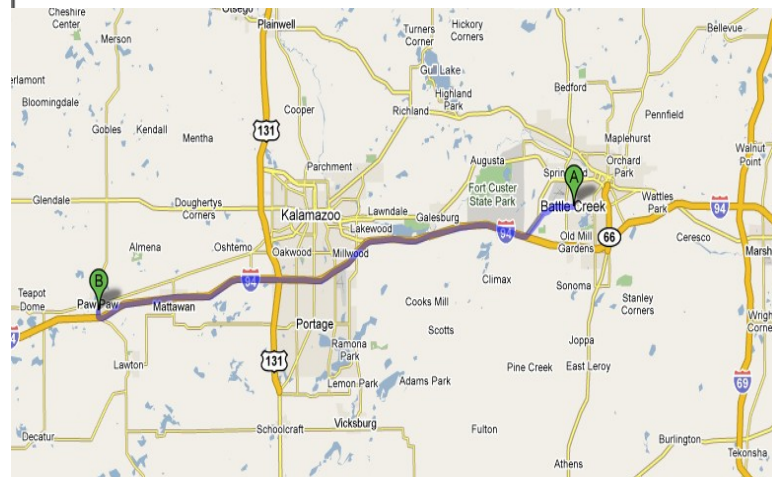 Cheshire
Center
Otsego
Plainwell
Hickory
Corners
Turners
Corner
Bellevue
Merson
Gull Lake
erlamont
Bloomingdale
Highland
Park
Bedford
Cooper
Richland
Pennfield
Gobles
Kendall
Mentha
131
Maplehurst
Walnut
Point
Parchment
Augusta
Orchard
Park
A
Fort Custer
State Park
Glendale
Doughertys
Corners
Kalamazoo
Lawndale
Galesburg
Battle Creek
Wattles
Park
94
Lakewood
Almena
Oshtemo
Oakwood
Millwood
94
Old Mill
Gardens
66
Ceresco
Marsh
B
Teapot
Dome
Paw Paw
94
Mattawan
Climax
Sonoma
Cooks Mill
Stanley
Corners
Portage
Scotts
Wrigh
Corne
Joppa
Lawton
131
Ramona
Park
Pine Creek
East Leroy
69
Lemon Park
Adams Park
Decatur
Schoolcraft
Vicksburg
Fulton
Burlington
Athens
Tekonsha